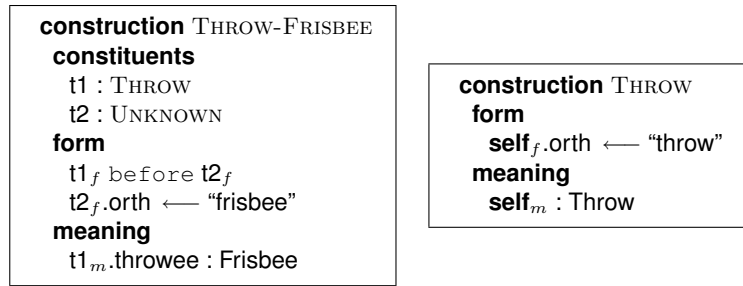 construction THROW-FRISBEE
constituents
t1 : THROW
t2 : UNKNOWN
form
t1f before t2f
t2f.orth ⟵ “frisbee”
meaning
t1m.throwee : Frisbee
construction THROW
form
selff.orth ⟵ “throw”
meaning
selfm : Throw